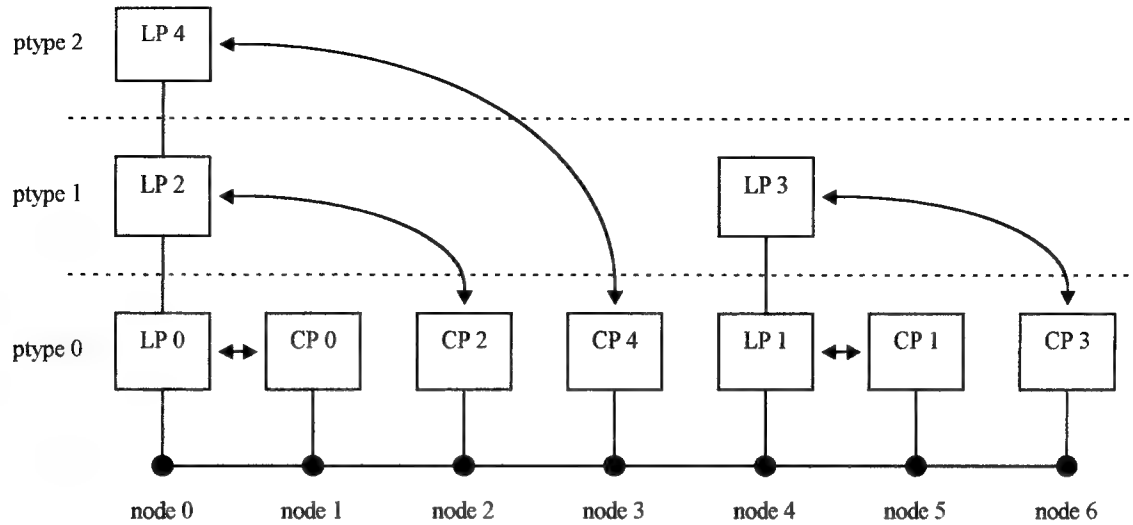 ptype 2 LP 4
ptype 1 LP 2 LP 3
ptype 0 LP 0 CP 0 CP 2 CP 4 LP 1 CP 1 CP 3
node 0 node 1 node 2 node 3 node 4 node 5 node 6